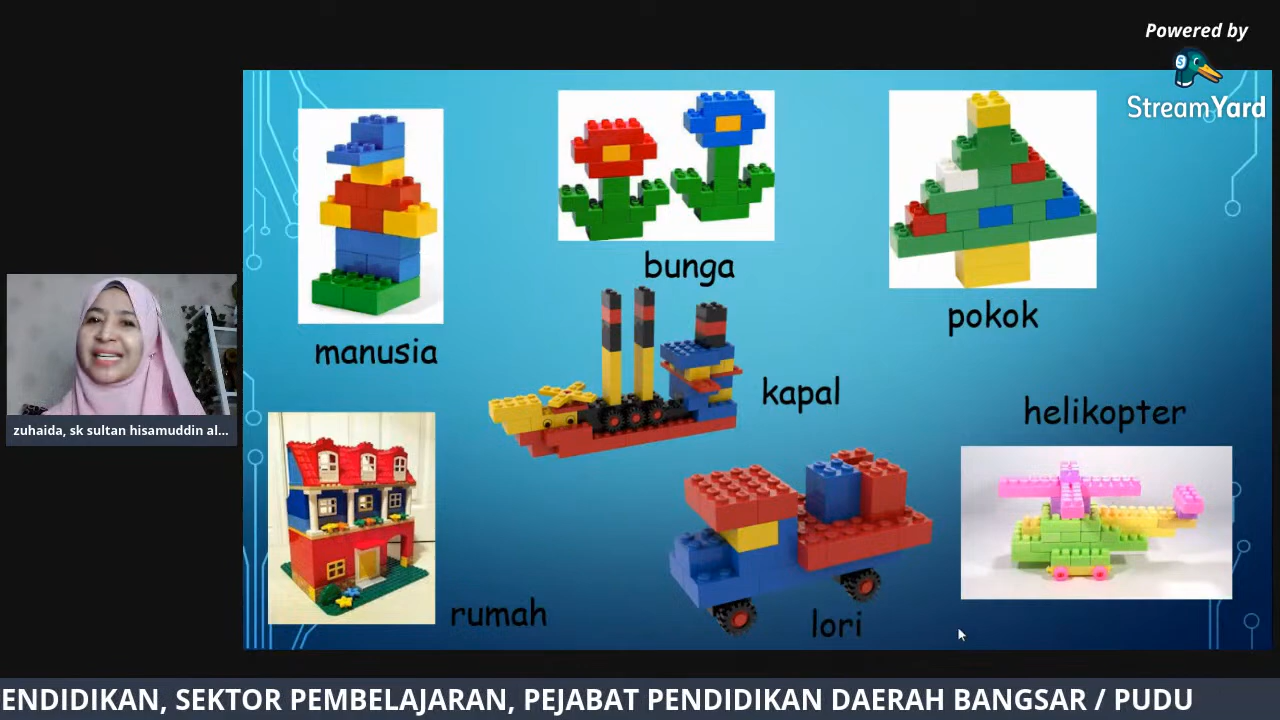 Powered by
StreamYard
bunga
pokok
manusia
kapal
helikopter
zuhaida, sk sultan hisamuddin al...
rumah
lori
ENDIDIKAN, SEKTOR PEMBELAJARAN, PEJABAT PENDIDIKAN DAERAH BANGSAR / PUDU